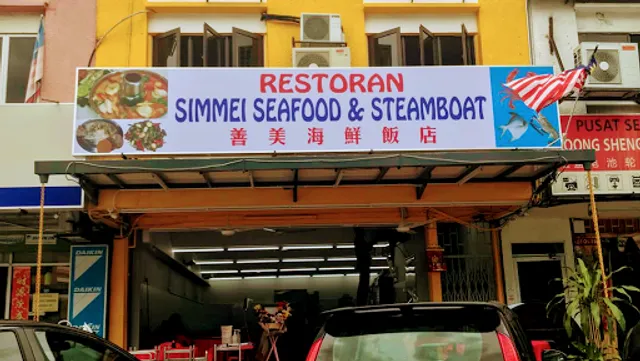 RESTORAN
SIMMEI SEAFOOD & STEAMBOAT
善美海鮮飯店
PUSAT SE
OONG SHENG
DAIKIN
DAIKIN